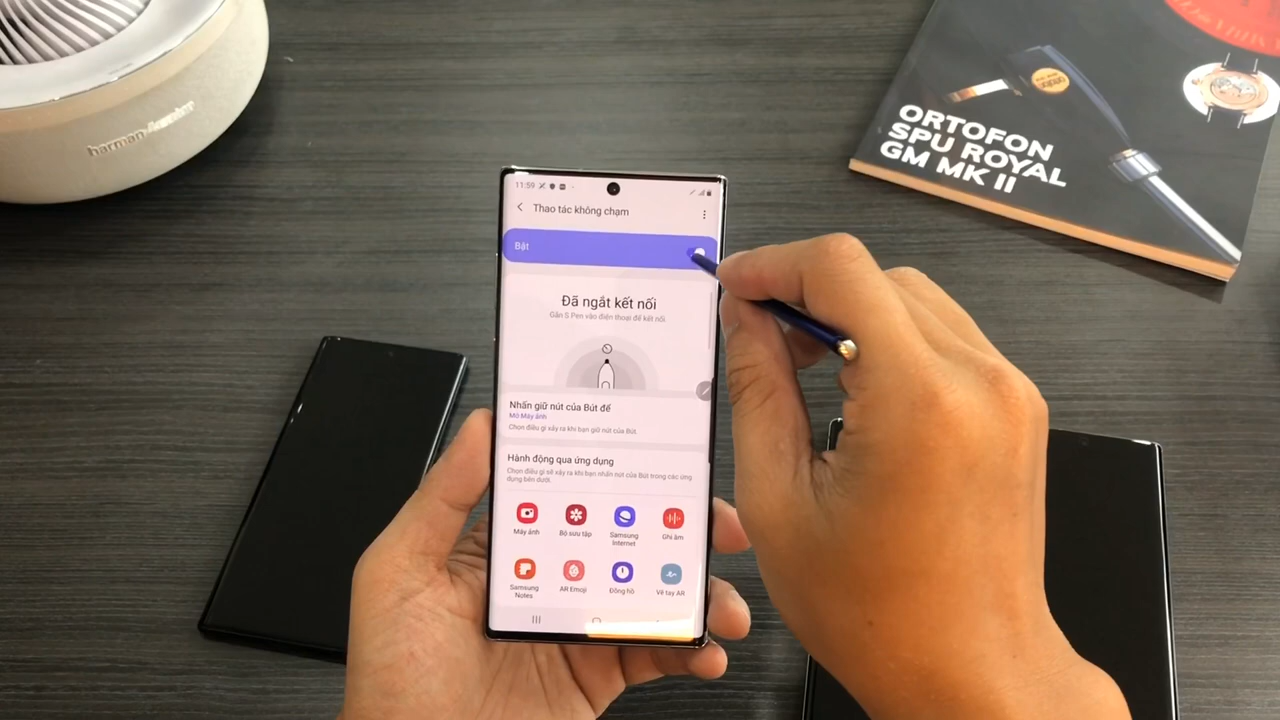 harman/kardon
ORTOFON
SPU ROYAL
GM MK II
11:59
Thao tác không chạm
Bật
Đã ngắt kết nối
Gắn S Pen vào điện thoại để kết nối
Nhấn giữ nút của Bút để
Mở Máy ảnh
Chọn điều gì xảy ra khi bạn giữ nút của Bút.
Hành động qua ứng dụng
Chọn điều gì sẽ xảy ra khi bạn nhấn nút của Bút trong các ứng
dụng bên dưới.
Máy ảnh
Bộ sưu tập
Samsung
Internet
Ghi âm
Samsung
Notes
AR Emoji
Đồng hồ
Vẽ tay AR